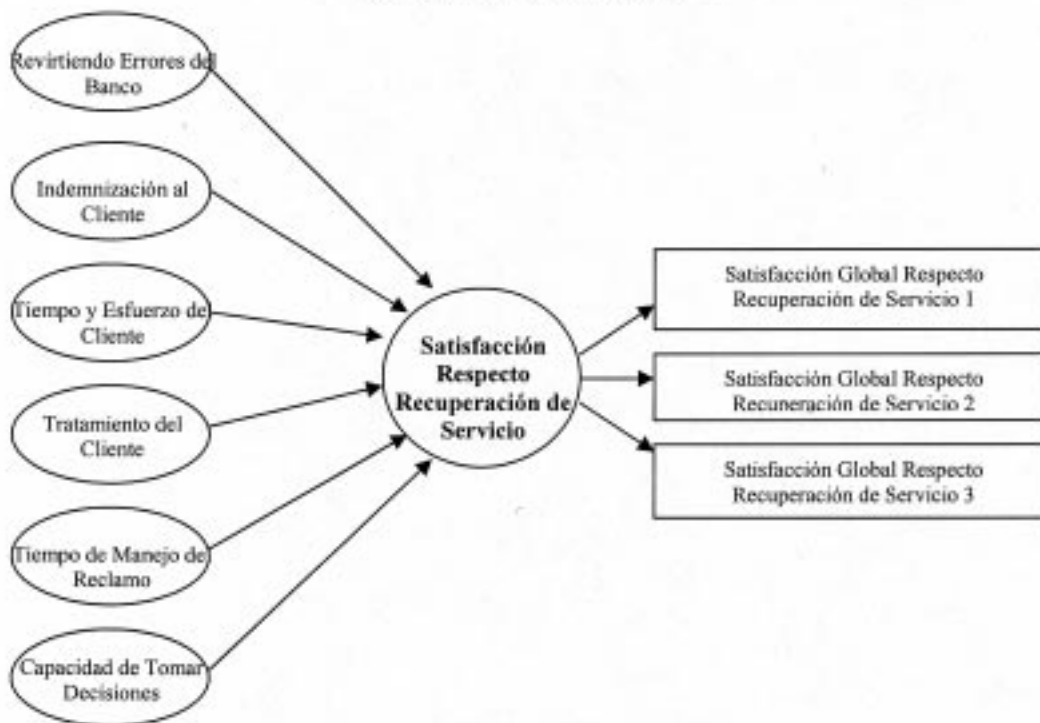 Revirtiendo Errores del
Banco
Indemnización al
Cliente
Tiempo y Esfuerzo de
Cliente
Tratamiento del
Cliente
Tiempo de Manejo de
Reclamo
Capacidad de Tomar
Decisiones
Satisfacción
Respecto
Recuperación de
Servicio
Satisfacción Global Respecto
Recuperación de Servicio 1
Satisfacción Global Respecto
Recuneración de Servicio 2
Satisfacción Global Respecto
Recuperación de Servicio 3